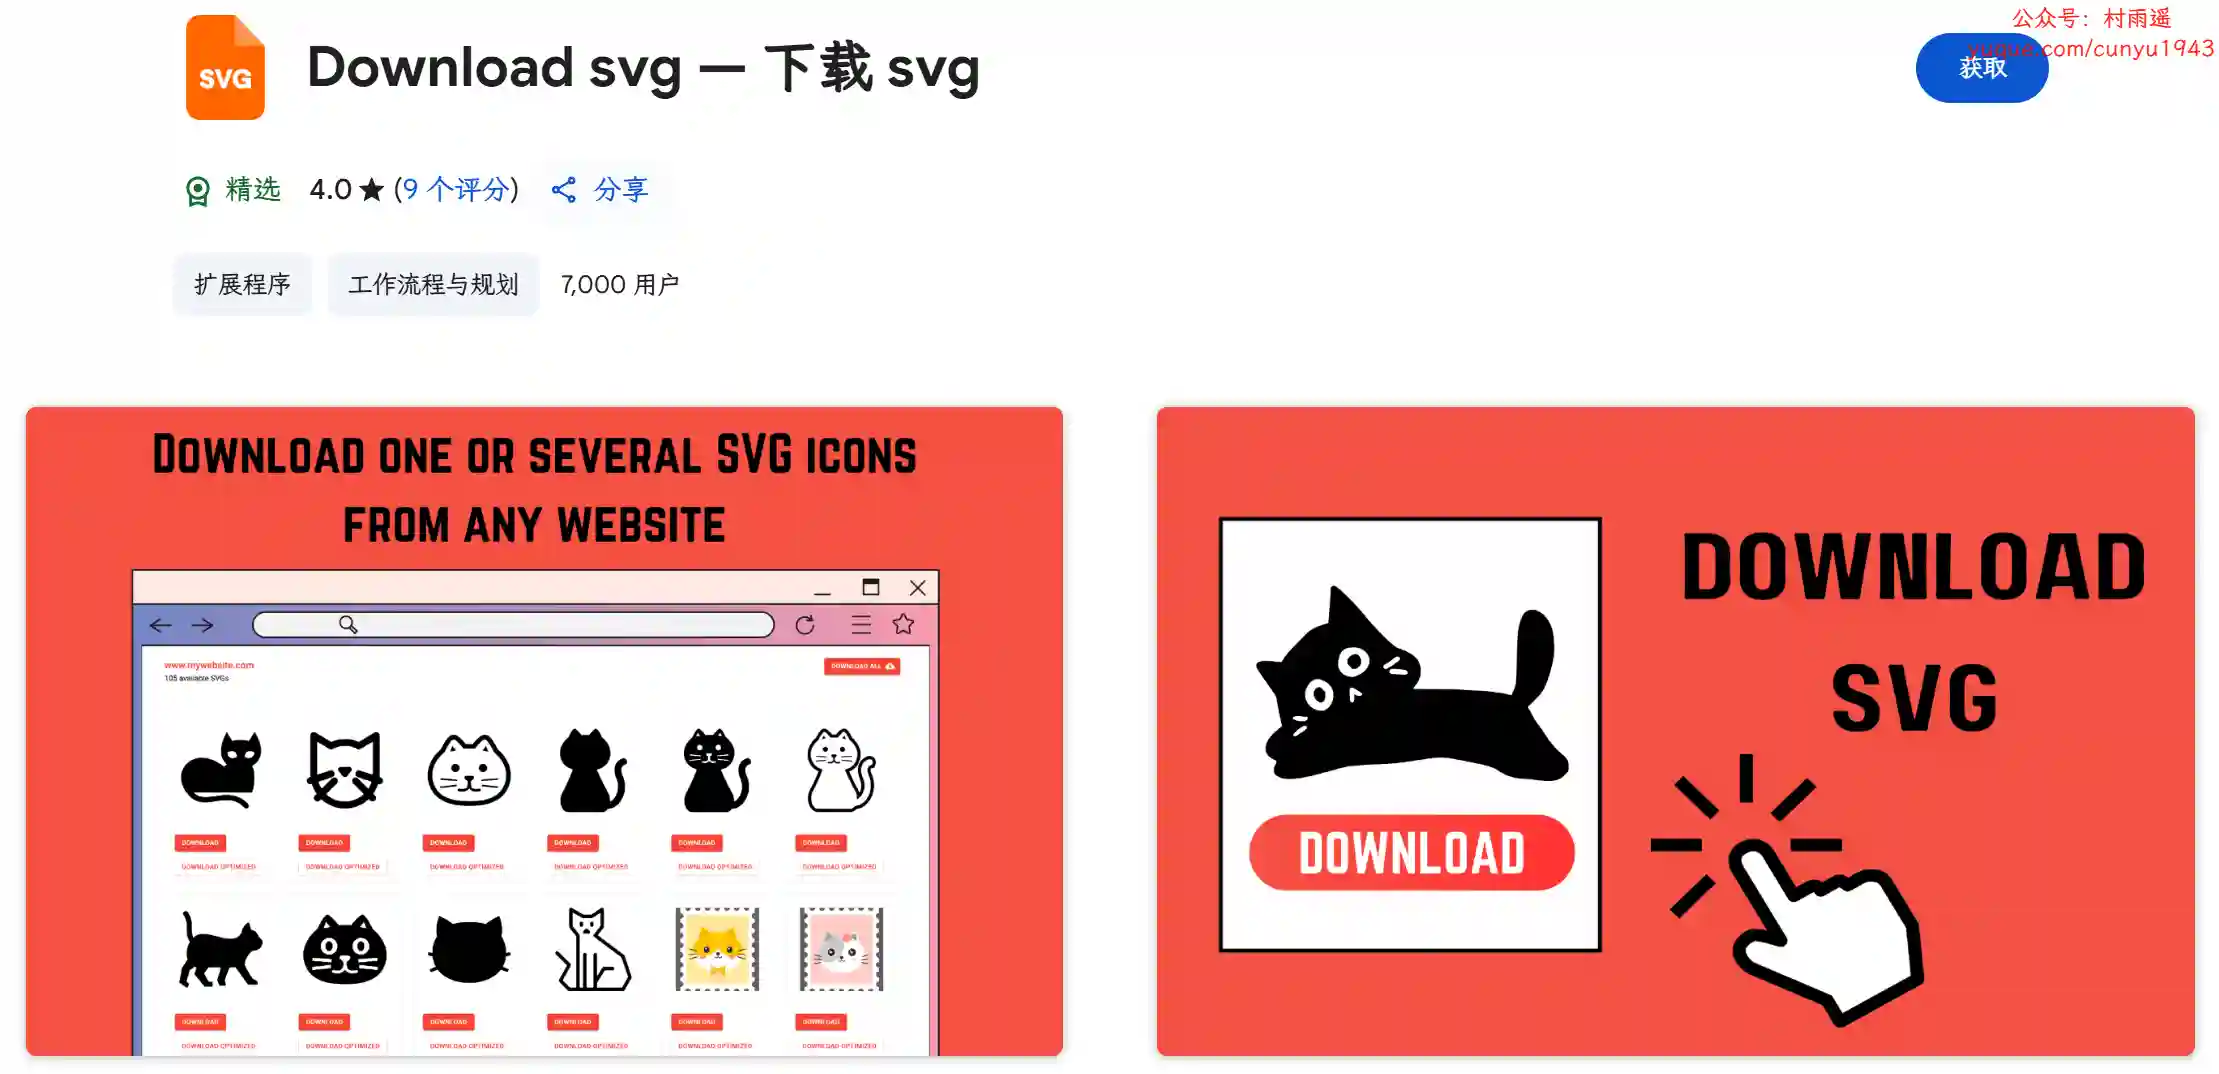 公众号：村雨遥
yuque.com/cunyu1943
SVG
Download svg — 下载 svg
获取
精选 4.0 ★ (9 个评分) 分享
扩展程序 工作流程与规划 7,000 用户
DOWNLOAD ONE OR SEVERAL SVG ICONS
FROM ANY WEBSITE
www.mywebsite.com
105 available SVGs
DOWNLOAD ALL
DOWNLOAD DOWNLOAD DOWNLOAD DOWNLOAD DOWNLOAD DOWNLOAD
DOWNLOAD OPTIMIZED DOWNLOAD OPTIMIZED DOWNLOAD OPTIMIZED DOWNLOAD OPTIMIZED DOWNLOAD OPTIMIZED DOWNLOAD OPTIMIZED
DOWNLOAD DOWNLOAD DOWNLOAD DOWNLOAD DOWNLOAD DOWNLOAD
DOWNLOAD OPTIMIZED DOWNLOAD OPTIMIZED DOWNLOAD OPTIMIZED DOWNLOAD OPTIMIZED DOWNLOAD OPTIMIZED DOWNLOAD OPTIMIZED
DOWNLOAD
DOWNLOAD
SVG